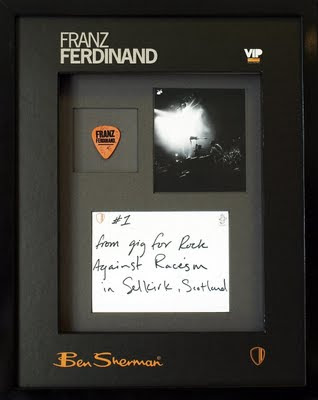 FRANZ
FERDINAND
VIP
FRANZ
FERDINAND
#1
from gig for Rock
Against Racism
in Selkirk, Scotland
Ben Sherman